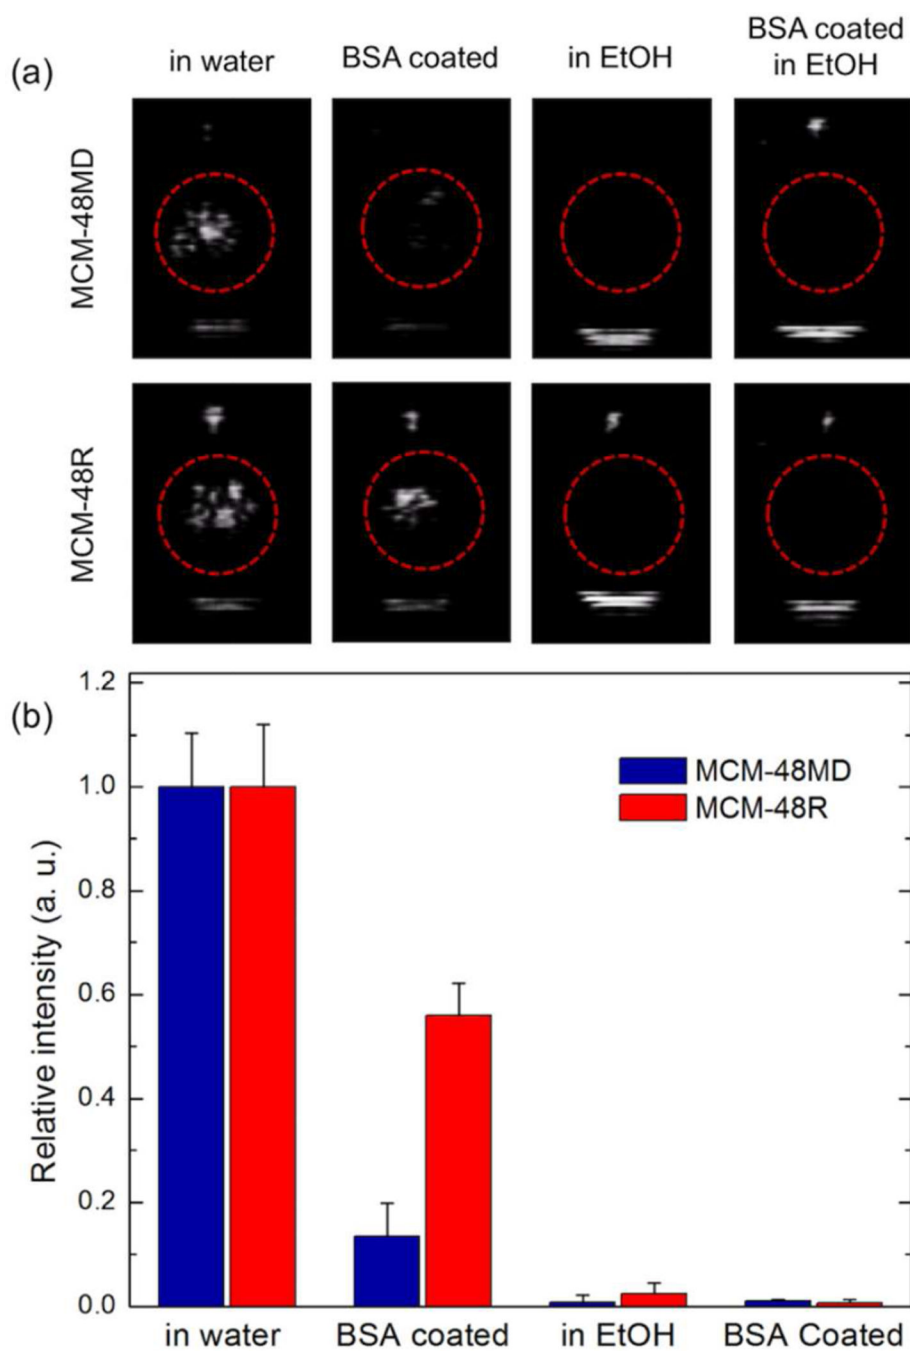 (a)
in water
BSA coated
in EtOH
BSA coated
in EtOH
MCM-48MD
MCM-48R
(b)
1.2
1.0
0.8
0.6
0.4
0.2
0.0
Relative intensity (a. u.)
MCM-48MD
MCM-48R
in water
BSA coated
in EtOH
BSA Coated